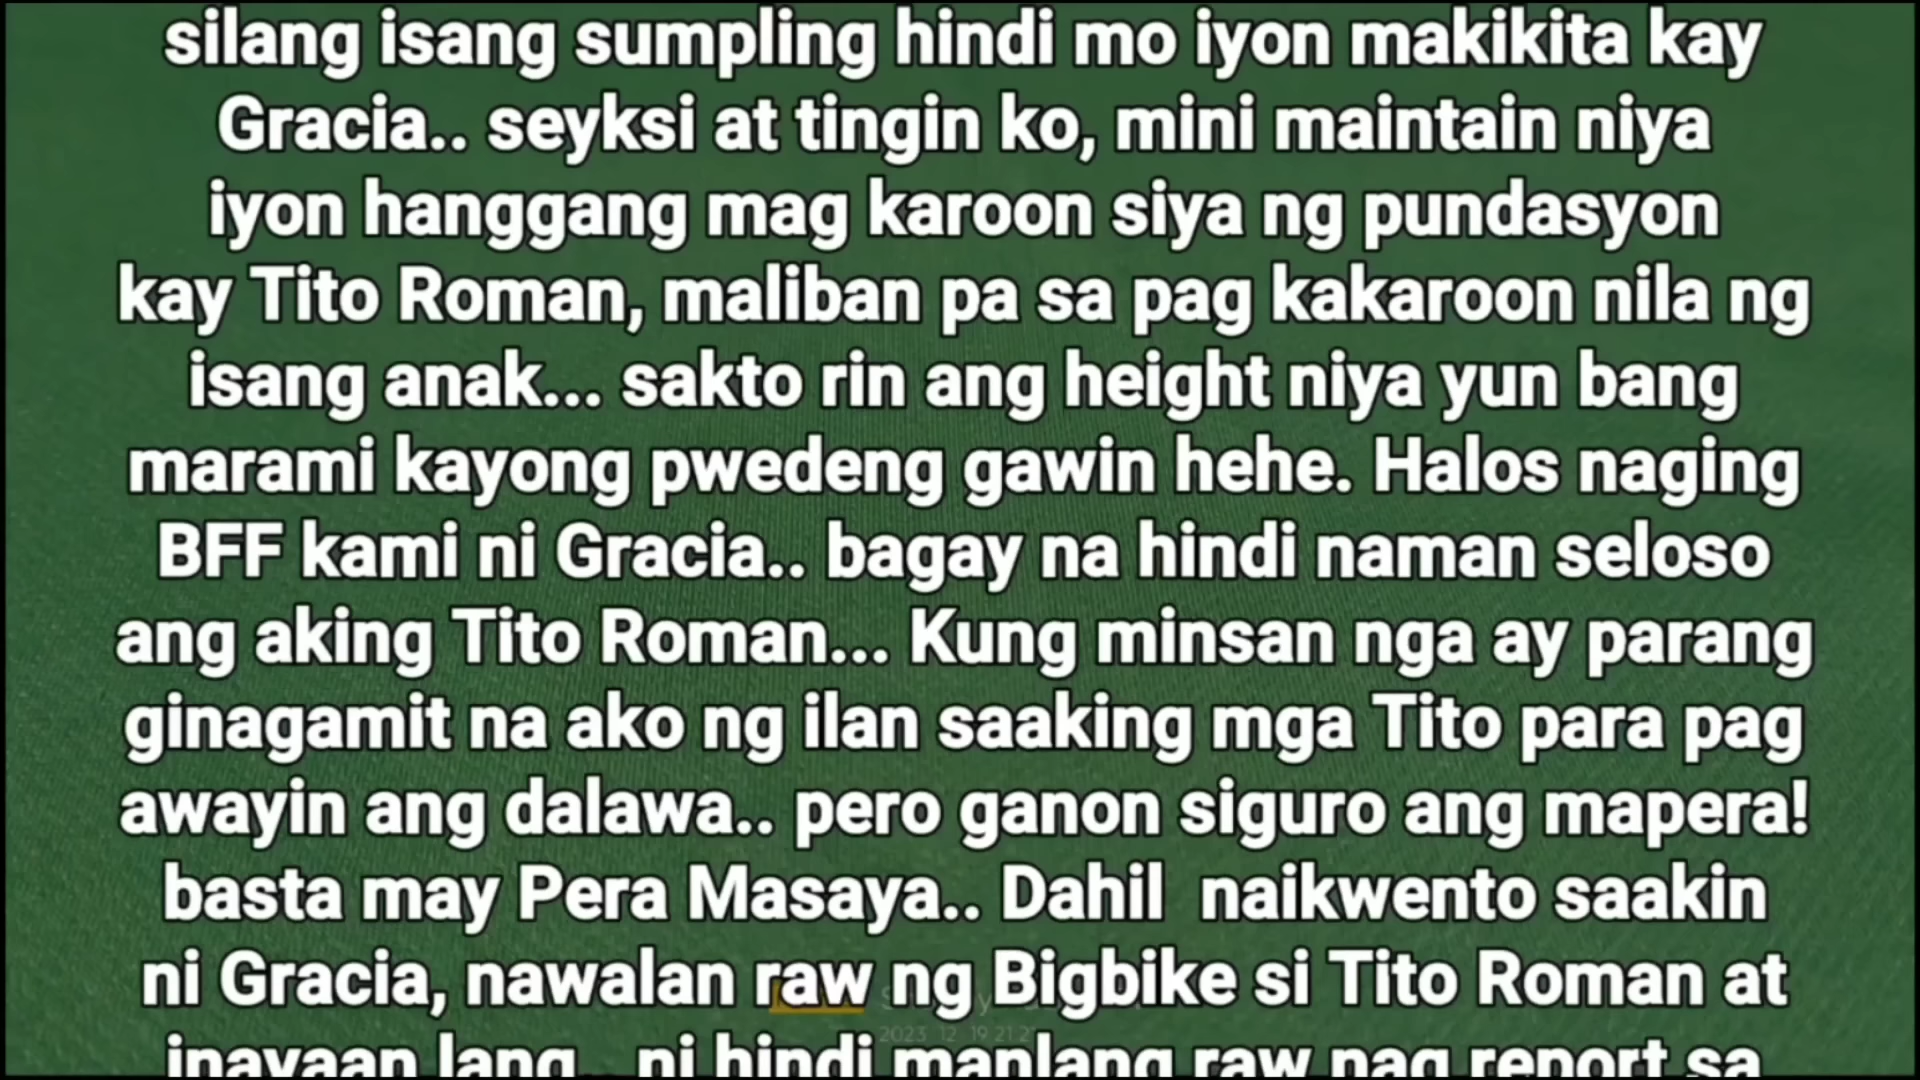 silang isang sumpling hindi mo iyon makikita kay
Gracia.. seyksi at tingin ko, mini maintain niya
iyon hanggang mag karoon siya ng pundasyon
kay Tito Roman, maliban pa sa pag kakaroon nila ng
isang anak... sakto rin ang height niya yun bang
marami kayong pwedeng gawin hehe. Halos naging
BFF kami ni Gracia.. bagay na hindi naman seloso
ang aking Tito Roman... Kung minsan nga ay parang
ginagamit na ako ng ilan saaking mga Tito para pag
awayin ang dalawa.. pero ganon siguro ang mapera!
basta may Pera Masaya.. Dahil naikwento saakin
ni Gracia, nawalan raw ng Bigbike si Tito Roman at
inayaan lang.. ni hindi manlang raw nag report sa